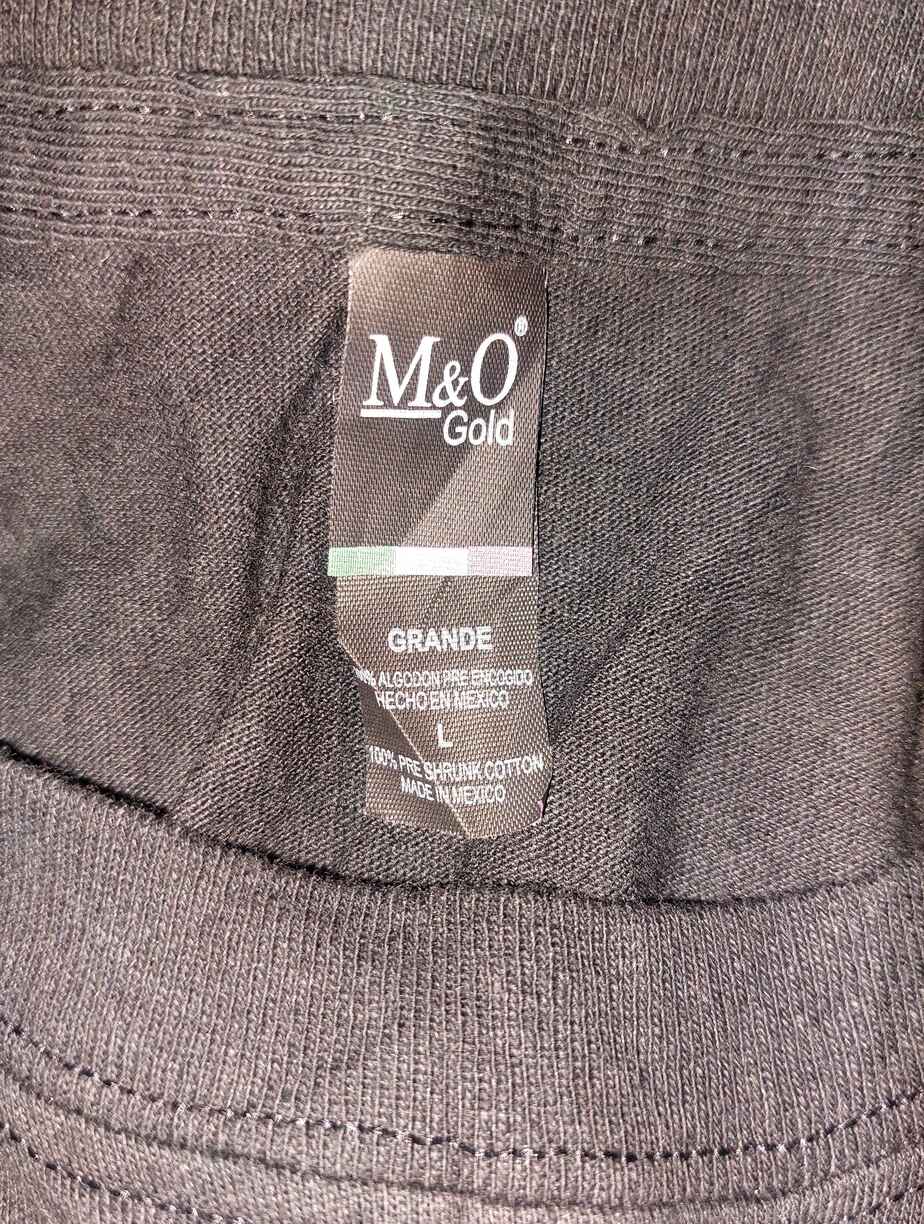 M&O®
Gold
GRANDE
% ALGODON PRE ENCOGIDO
HECHO EN MEXICO
L
100% PRE SHRUNK COTTON
MADE IN MEXICO